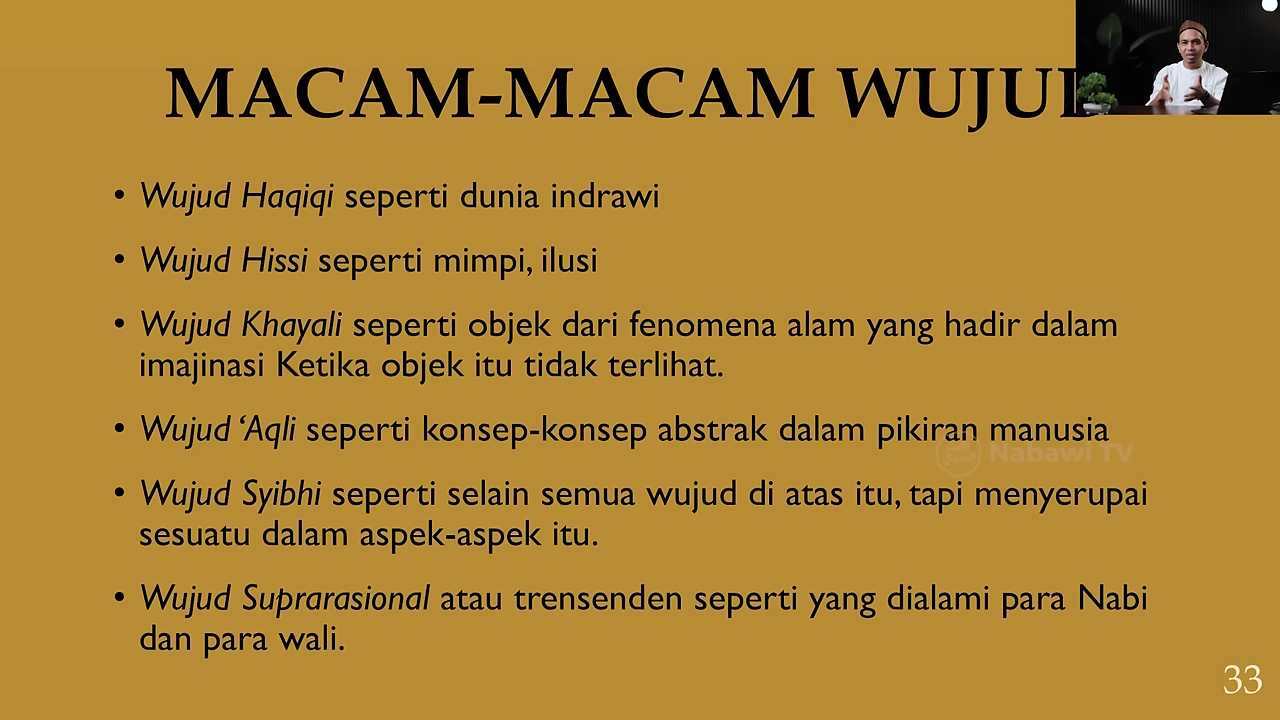 MACAM-MACAM WUJUD
• Wujud Haqiqi seperti dunia indrawi
• Wujud Hissi seperti mimpi, ilusi
• Wujud Khayali seperti objek dari fenomena alam yang hadir dalam
imajinasi Ketika objek itu tidak terlihat.
• Wujud ‘Aqli seperti konsep-konsep abstrak dalam pikiran manusia
Nabawi TV
• Wujud Syibhi seperti selain semua wujud di atas itu, tapi menyerupai
sesuatu dalam aspek-aspek itu.
• Wujud Suprarasional atau trensenden seperti yang dialami para Nabi
dan para wali.
33